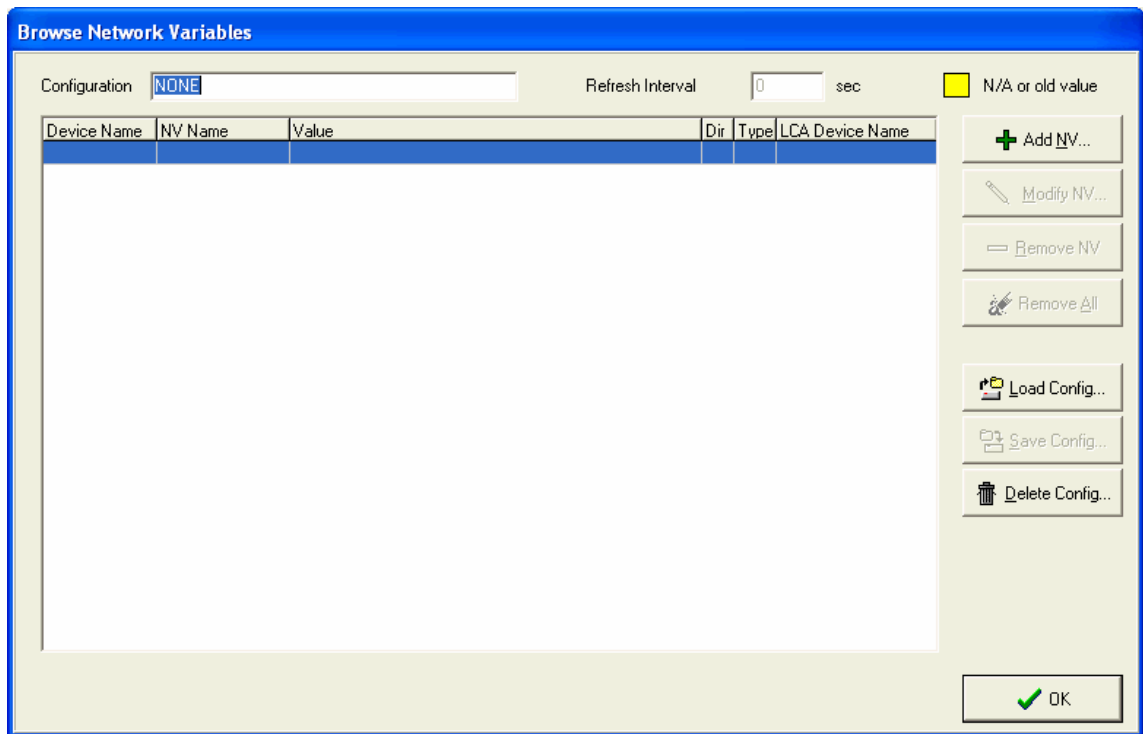 Browse Network Variables
Configuration NONE Refresh Interval 0 sec N/A or old value
Device Name NV Name Value Dir Type LCA Device Name
Add NV...
Modify NV...
Remove NV
Remove All
Load Config...
Save Config...
Delete Config...
OK